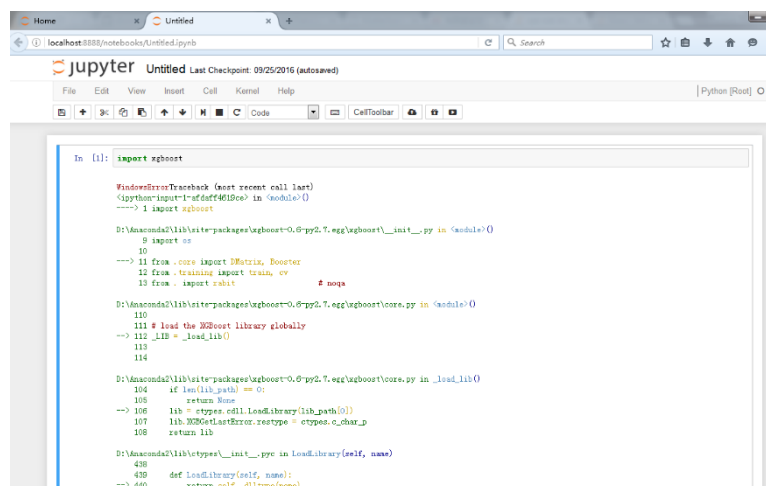 Home × Untitled × +
localhost:8888/notebooks/Untitled.ipynb Search
jupyter Untitled Last Checkpoint: 09/25/2016 (autosaved)
File Edit View Insert Cell Kernel Help Python [Root] O
Code CellToolbar
In [1]: import xgboost
WindowsErrorTraceback (most recent call last)
<ipython-input-1-afdaff4619ce> in <module>()
----> 1 import xgboost
D:\Anaconda2\lib\site-packages\xgboost-0.6-py2.7.egg\xgboost\__init__.py in <module>()
9 import os
10
---> 11 from .core import DMatrix, Booster
12 from .training import train, cv
13 from . import rabit # noqa
D:\Anaconda2\lib\site-packages\xgboost-0.6-py2.7.egg\xgboost\core.py in <module>()
110
111 # load the XGBoost library globally
--> 112 _LIB = _load_lib()
113
114
D:\Anaconda2\lib\site-packages\xgboost-0.6-py2.7.egg\xgboost\core.py in _load_lib()
104 if len(lib_path) == 0:
105 return None
--> 106 lib = ctypes.cdll.LoadLibrary(lib_path[0])
107 lib.XGBGetLastError.restype = ctypes.c_char_p
108 return lib
D:\Anaconda2\lib\ctypes\__init__.pyc in LoadLibrary(self, name)
438
439 def LoadLibrary(self, name):
--> 440 return self._dlltype(name)